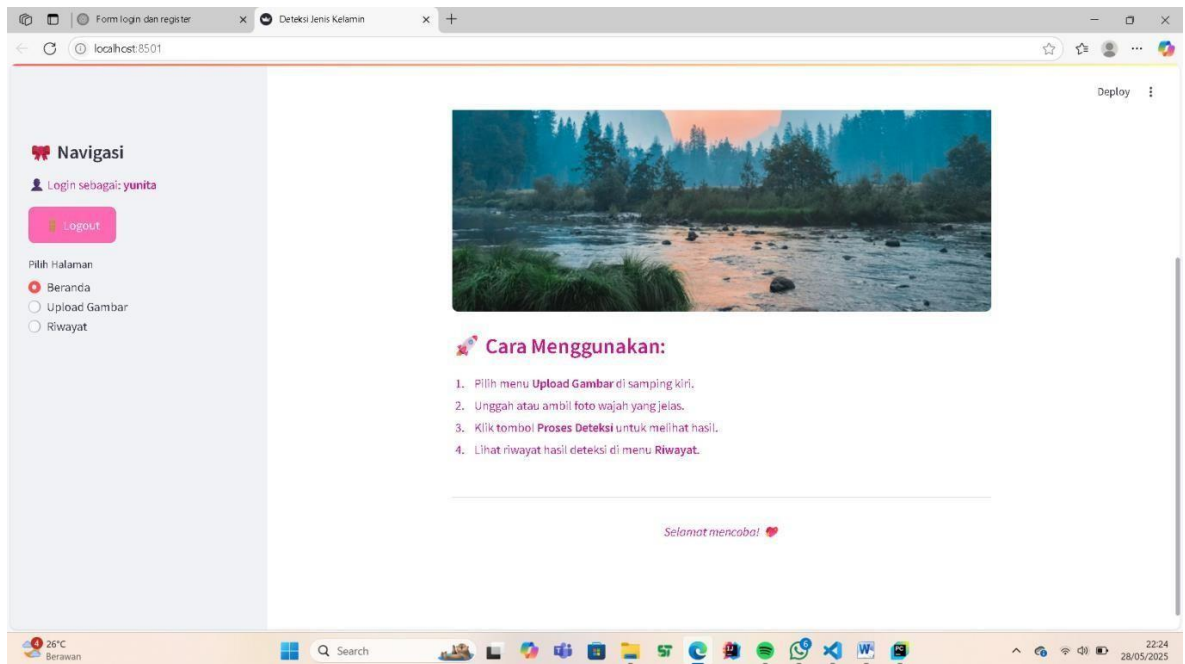 Form login dan register
Deteksi Jenis Kelamin
localhost:8501
Deploy
Navigasi
Login sebagai: yunita
Logout
Pilih Halaman
Beranda
Upload Gambar
Riwayat
Cara Menggunakan:
1. Pilih menu Upload Gambar di samping kiri.
2. Unggah atau ambil foto wajah yang jelas.
3. Klik tombol Proses Deteksi untuk melihat hasil.
4. Lihat riwayat hasil deteksi di menu Riwayat.
Selamat mencoba!
4
26°C
Berawan
Search
22:24
28/05/2025